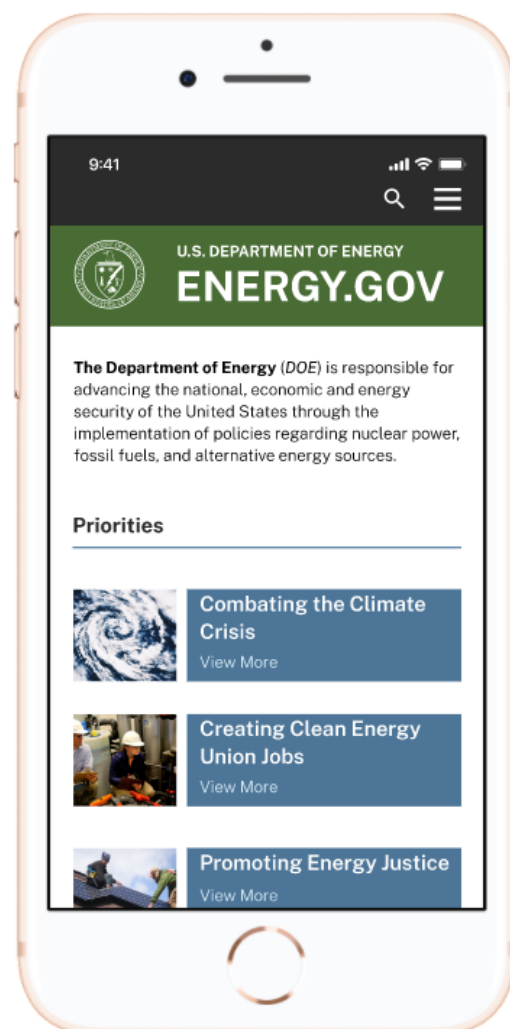 9:41
U.S. DEPARTMENT OF ENERGY
ENERGY.GOV
The Department of Energy (DOE) is responsible for
advancing the national, economic and energy
security of the United States through the
implementation of policies regarding nuclear power,
fossil fuels, and alternative energy sources.
Priorities
Combating the Climate
Crisis
View More
Creating Clean Energy
Union Jobs
View More
Promoting Energy Justice
View More